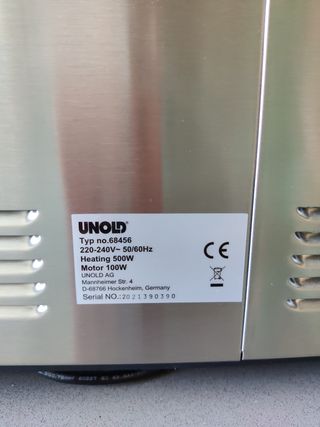 UNOLD
Typ no.68456
220-240V~ 50/60Hz
Heating 500W
Motor 100W
UNOLD AG
Mannheimer Str. 4
D-68766 Hockenheim, Germany
Serial NO.:2021390390
CE